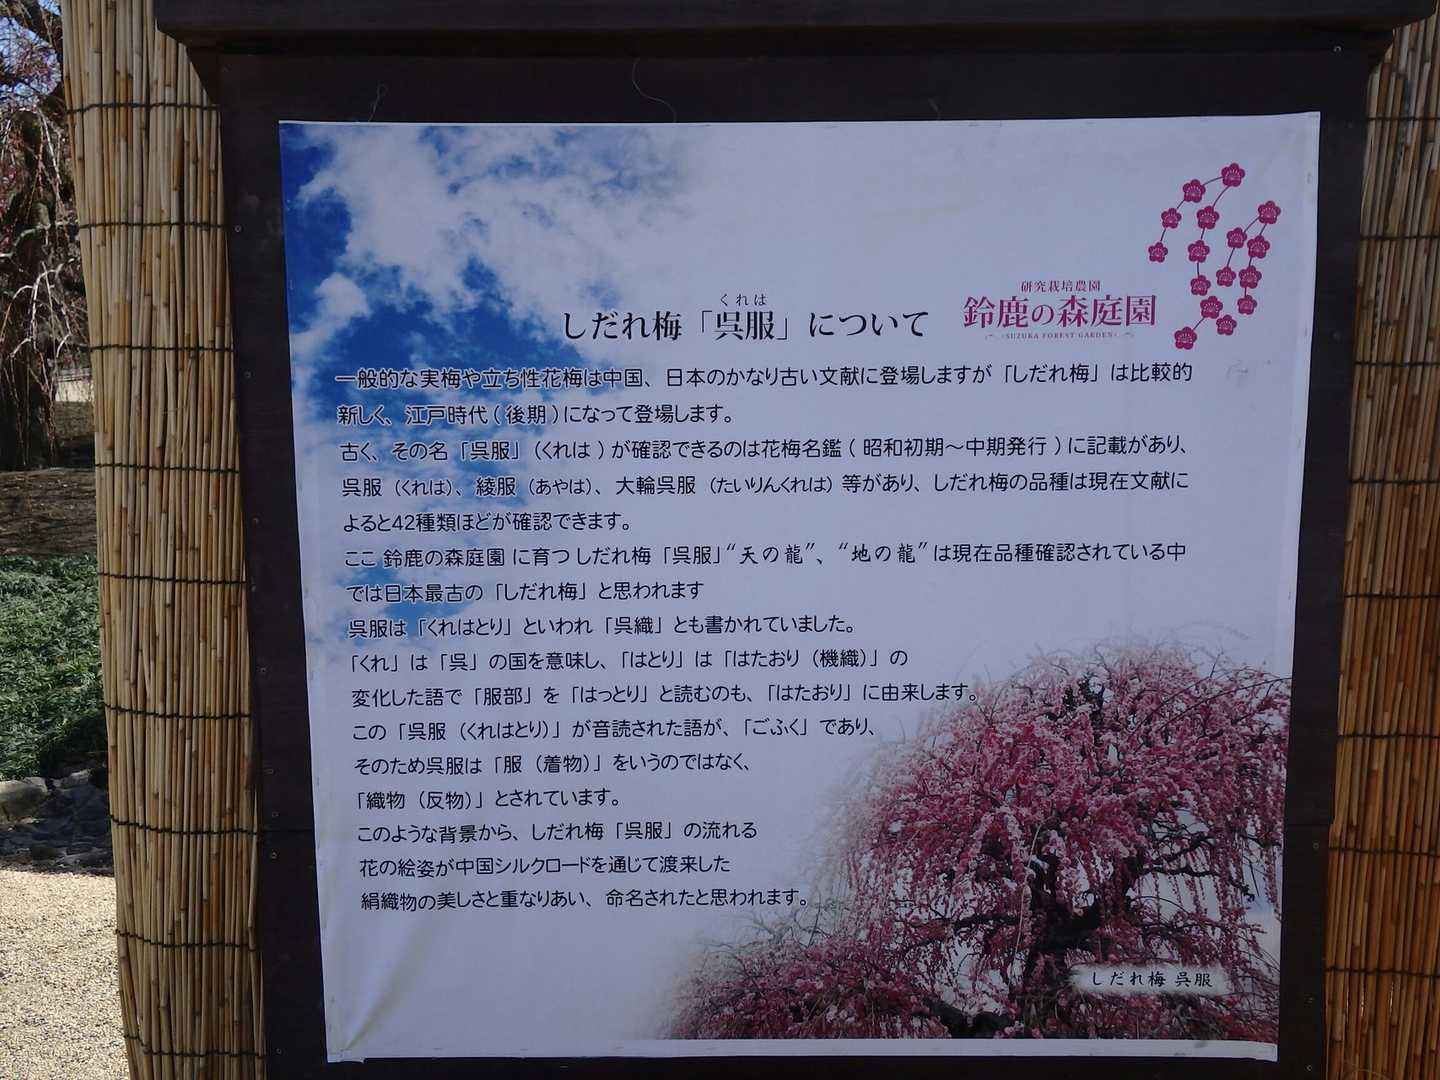 くれは
しだれ梅「呉服」について
研究栽培農園
鈴鹿の森庭園
SUZUKA FOREST GARDEN
一般的な実梅や立ち性花梅は中国、日本のかなり古い文献に登場しますが「しだれ梅」は比較的
新しく、江戸時代(後期)になって登場します。
古く、その名「呉服」（くれは）が確認できるのは花梅名鑑(昭和初期～中期発行)に記載があり、
呉服（くれは）、綾服（あやは）、大輪呉服（たいりんくれは）等があり、しだれ梅の品種は現在文献に
よると42種類ほどが確認できます。
ここ 鈴鹿の森庭園 に育つ しだれ梅「呉服」“天の龍”、“地の龍”は現在品種確認されている中
では日本最古の「しだれ梅」と思われます
呉服は「くれはとり」といわれ「呉織」とも書かれていました。
「くれ」は「呉」の国を意味し、「はとり」は「はたおり（機織）」の
変化した語で「服部」を「はっとり」と読むのも、「はたおり」に由来します。
この「呉服（くれはとり）」が音読された語が、「ごふく」であり、
そのため呉服は「服（着物）」をいうのではなく、
「織物（反物）」とされています。
このような背景から、しだれ梅「呉服」の流れる
花の絵姿が中国シルクロードを通じて渡来した
絹織物の美しさと重なりあい、命名されたと思われます。
しだれ梅 呉服